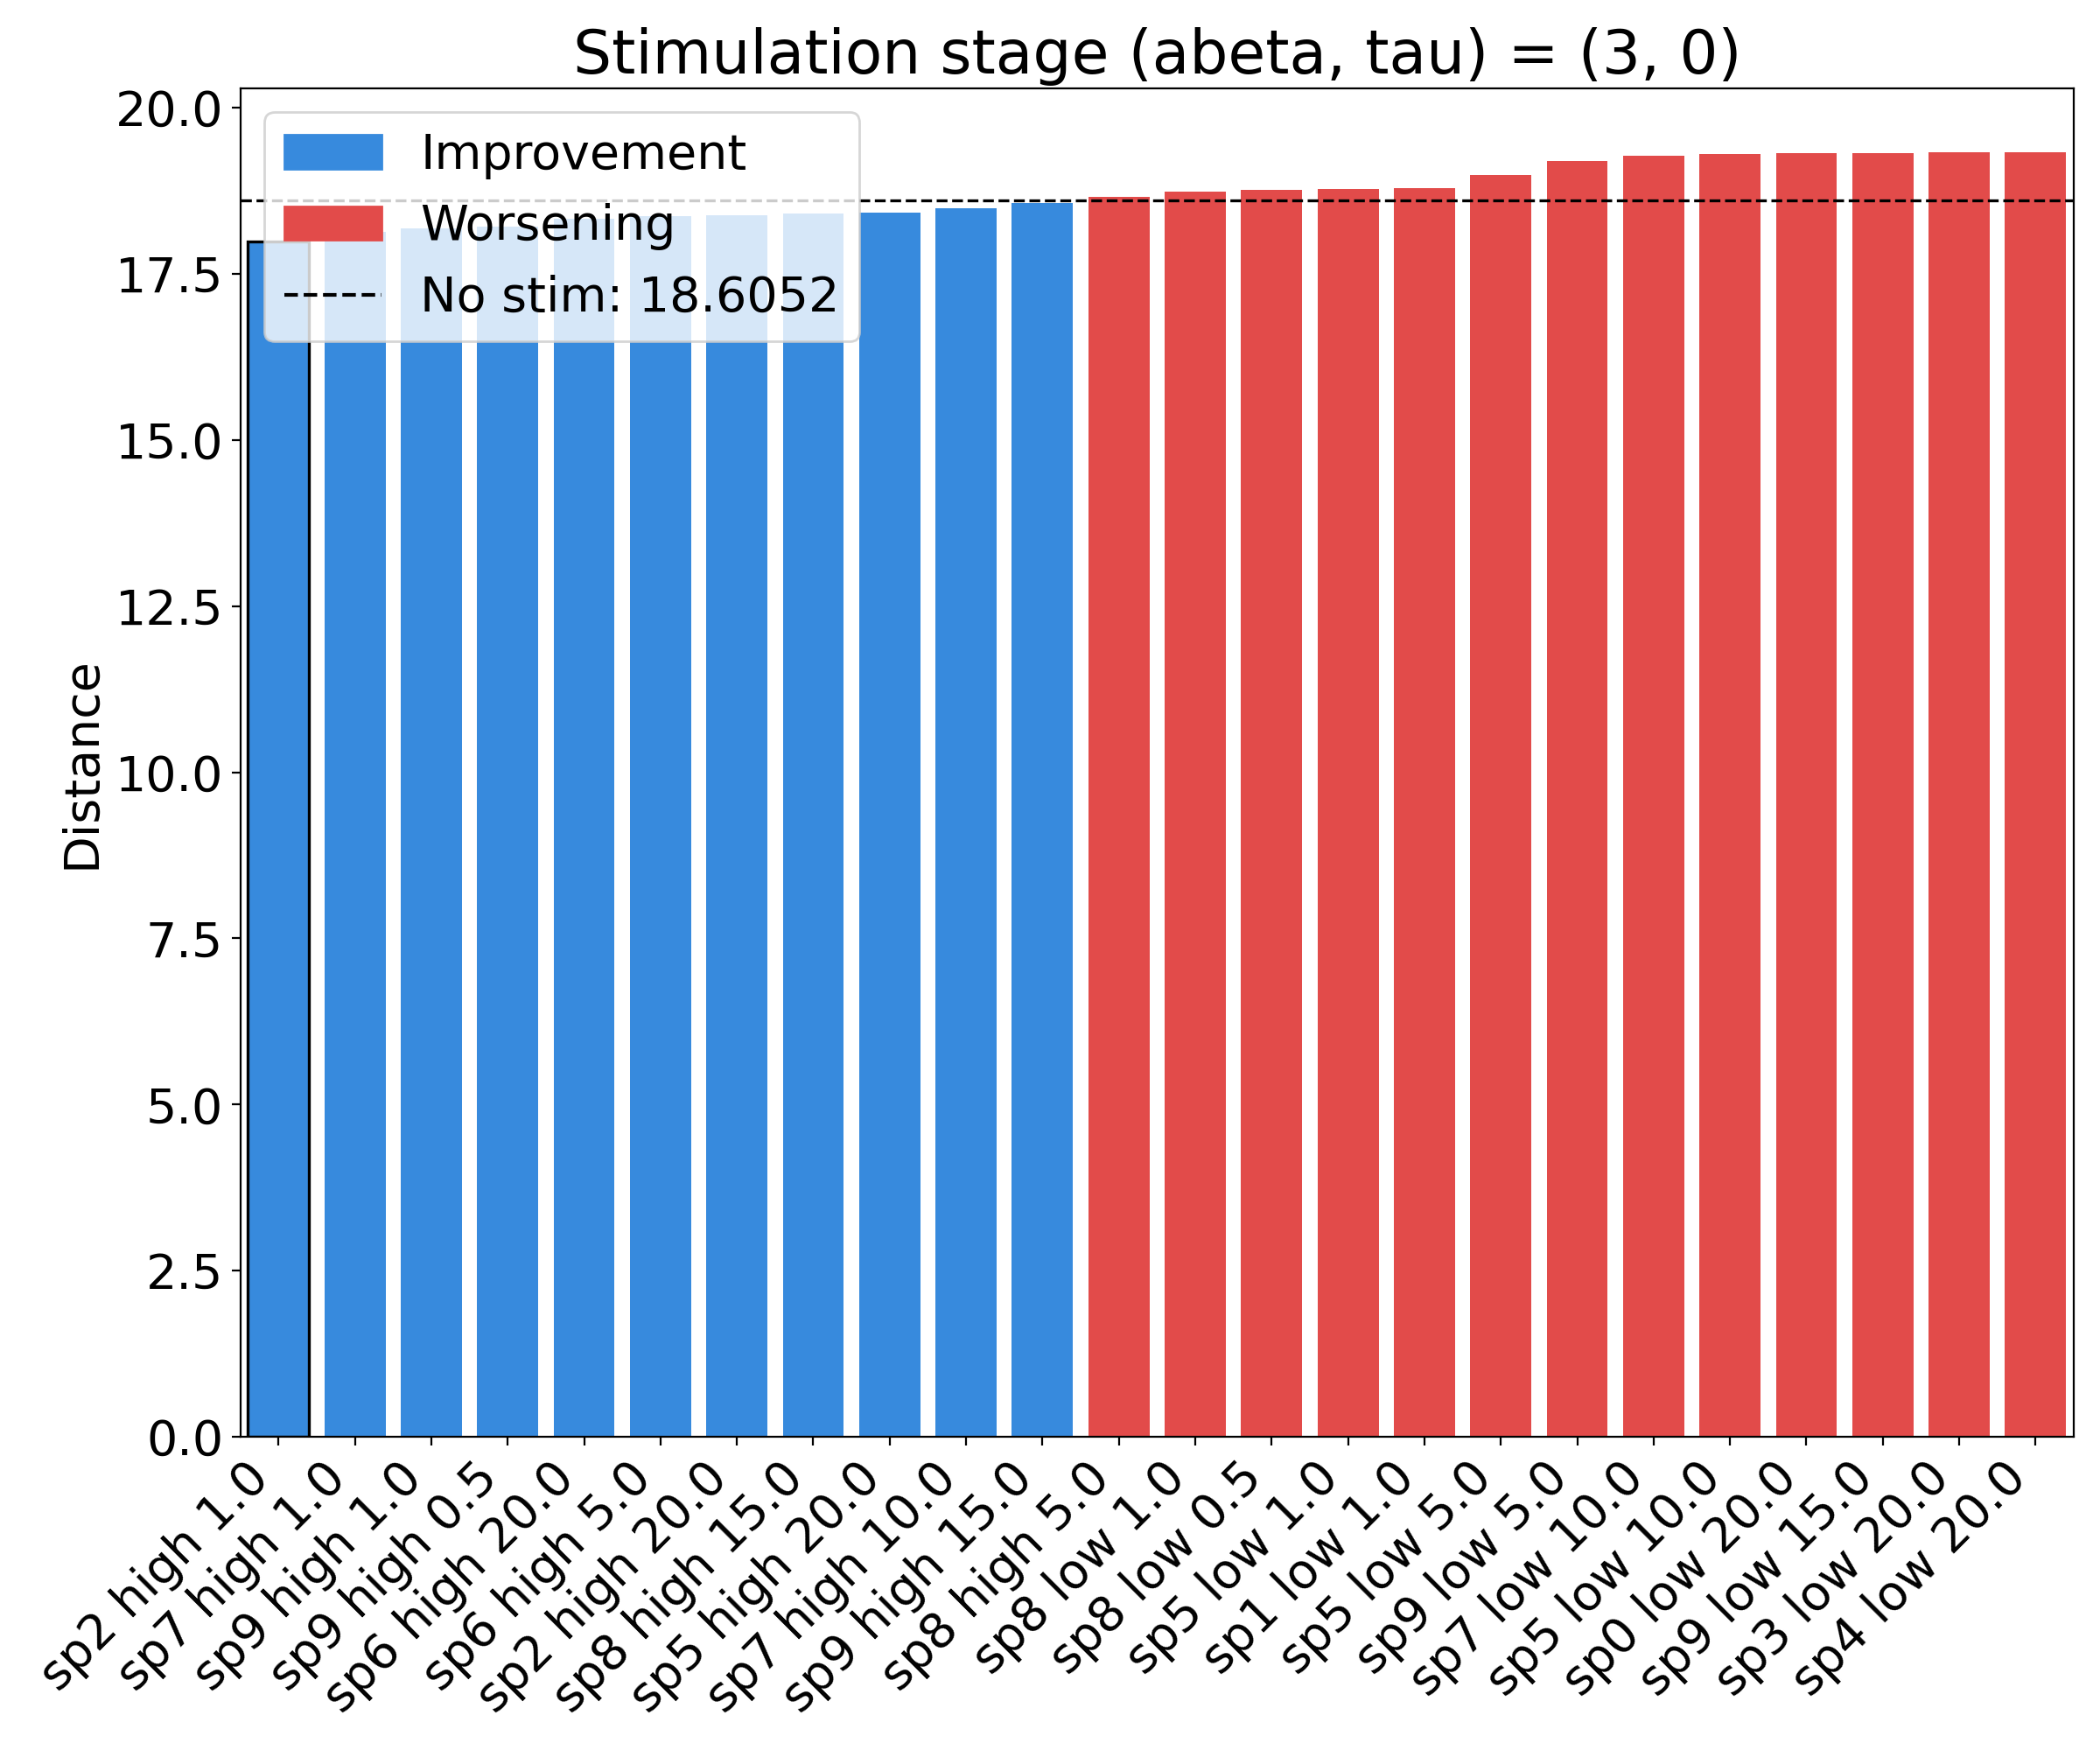 Stimulation stage (abeta, tau) = (3, 0)
Improvement
Worsening
No stim: 18.6052
Distance
20.0
17.5
15.0
12.5
10.0
7.5
5.0
2.5
0.0
sp2 high 1.0
sp7 high 1.0
sp9 high 1.0
sp9 high 0.5
sp6 high 20.0
sp6 high 5.0
sp2 high 20.0
sp8 high 15.0
sp5 high 20.0
sp7 high 10.0
sp9 high 15.0
sp8 high 5.0
sp8 low 1.0
sp8 low 0.5
sp5 low 1.0
sp1 low 1.0
sp5 low 5.0
sp9 low 5.0
sp7 low 10.0
sp5 low 10.0
sp0 low 20.0
sp9 low 15.0
sp3 low 20.0
sp4 low 20.0